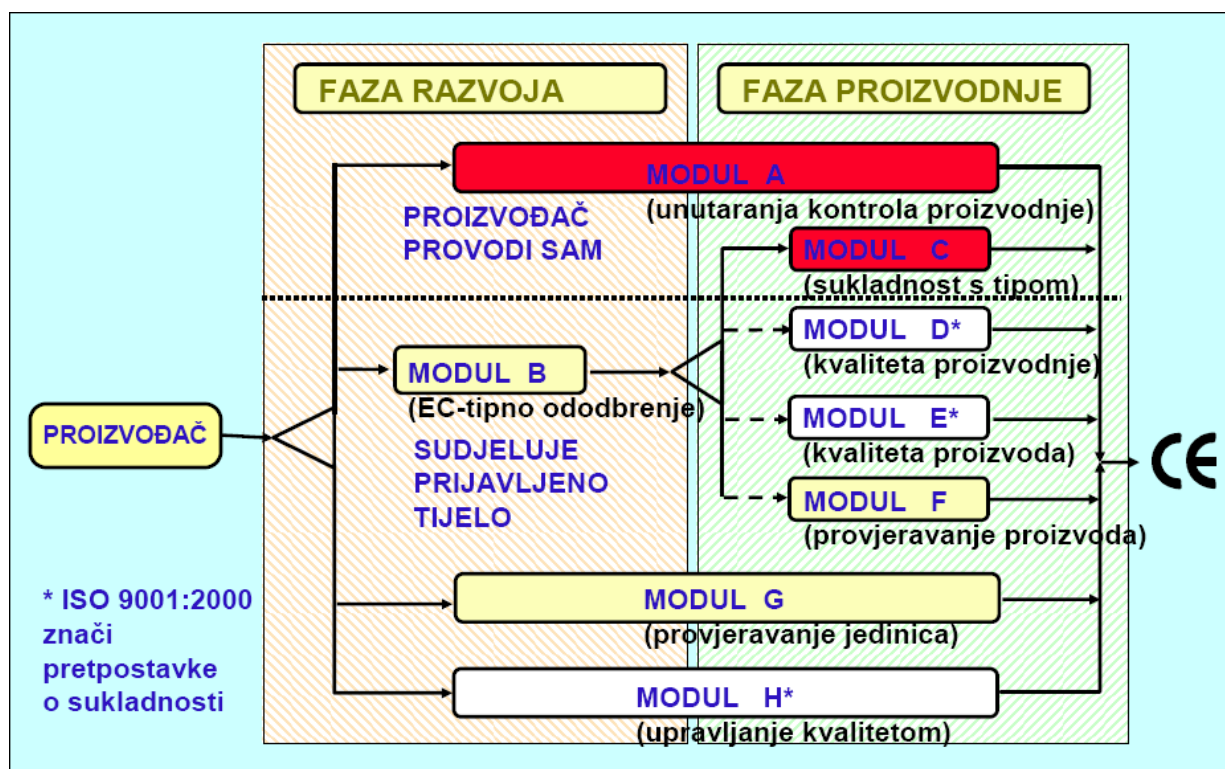 FAZA RAZVOJA
FAZA PROIZVODNJE
MODUL A
(unutaranja kontrola proizvodnje)
PROIZVOĐAČ
PROVODI SAM
MODUL C
(sukladnost s tipom)
MODUL D*
(kvaliteta proizvodnje)
MODUL B
(EC-tipno ododbrenje)
MODUL E*
(kvaliteta proizvoda)
PROIZVOĐAČ
SUDJELUJE
PRIJAVLJENO
TIJELO
MODUL F
(provjeravanje proizvoda)
CE
MODUL G
(provjeravanje jedinica)
* ISO 9001:2000
znači
pretpostavke
o sukladnosti
MODUL H*
(upravljanje kvalitetom)